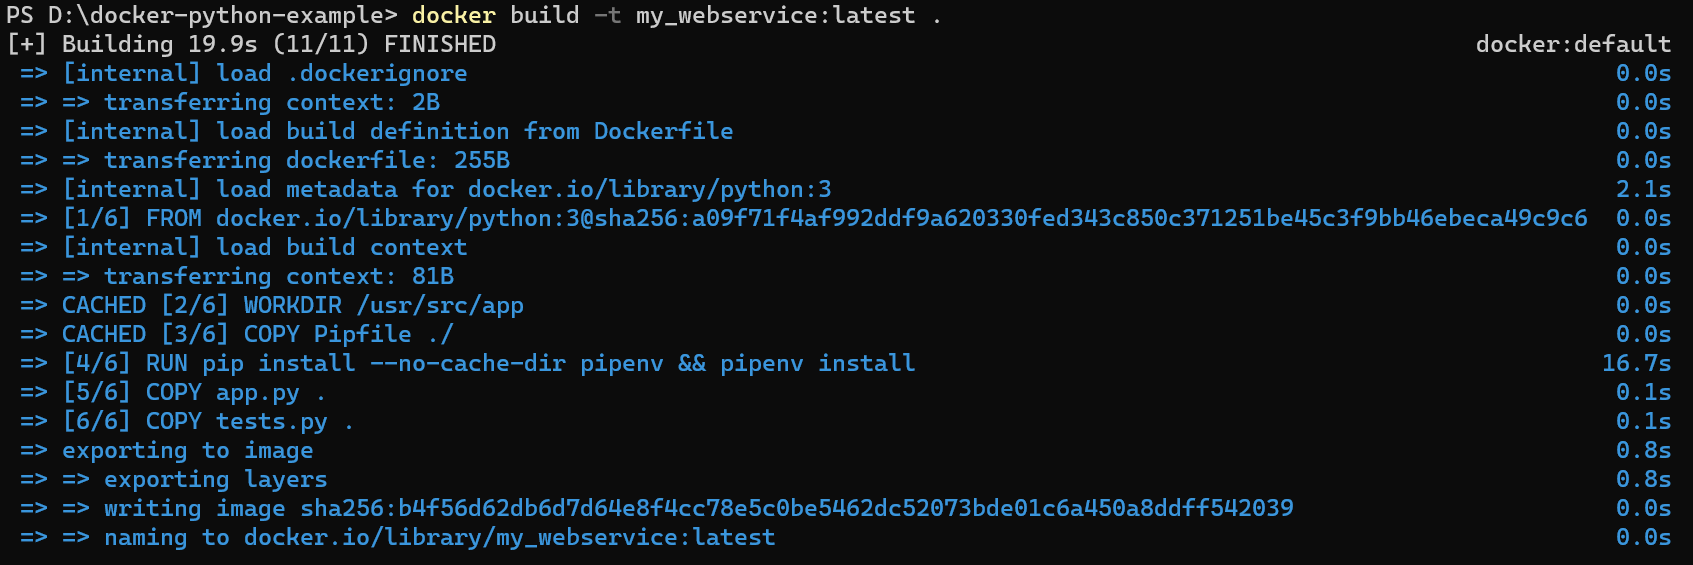 PS D:\docker-python-example> docker build -t my_webservice:latest .
[+] Building 19.9s (11/11) FINISHED docker:default
=> [internal] load .dockerignore 0.0s
=> => transferring context: 2B 0.0s
=> [internal] load build definition from Dockerfile 0.0s
=> => transferring dockerfile: 255B 0.0s
=> [internal] load metadata for docker.io/library/python:3 2.1s
=> [1/6] FROM docker.io/library/python:3@sha256:a09f71f4af992ddf9a620330fed343c850c371251be45c3f9bb46ebeca49c9c6 0.0s
=> [internal] load build context 0.0s
=> => transferring context: 81B 0.0s
=> CACHED [2/6] WORKDIR /usr/src/app 0.0s
=> CACHED [3/6] COPY Pipfile ./ 0.0s
=> [4/6] RUN pip install --no-cache-dir pipenv && pipenv install 16.7s
=> [5/6] COPY app.py . 0.1s
=> [6/6] COPY tests.py . 0.1s
=> exporting to image 0.8s
=> => exporting layers 0.8s
=> => writing image sha256:b4f56d62db6d7d64e8f4cc78e5c0be5462dc52073bde01c6a450a8ddff542039 0.0s
=> => naming to docker.io/library/my_webservice:latest 0.0s